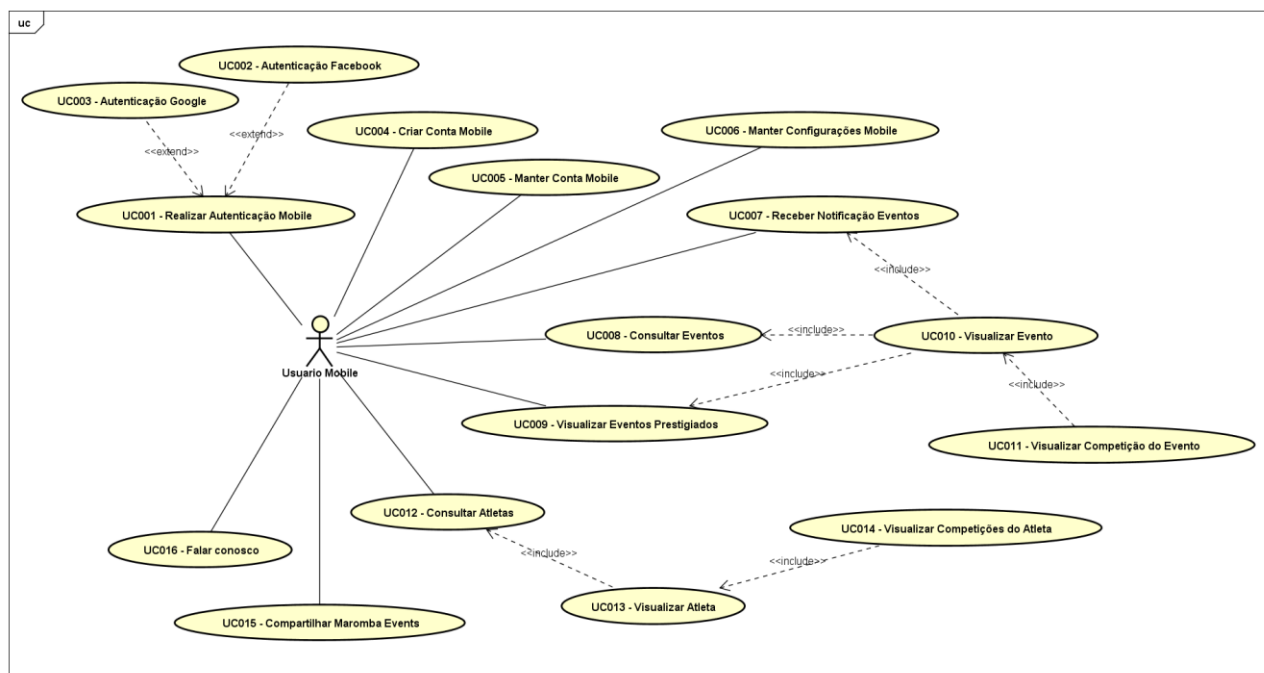 uc
UC002 - Autenticação Facebook
UC003 - Autenticação Google
<<extend>>
<<extend>>
UC004 - Criar Conta Mobile
UC006 - Manter Configurações Mobile
UC005 - Manter Conta Mobile
UC001 - Realizar Autenticação Mobile
UC007 - Receber Notificação Eventos
<<include>>
UC008 - Consultar Eventos
<<include>>
UC010 - Visualizar Evento
Usuario Mobile
<<include>>
<<include>>
UC009 - Visualizar Eventos Prestigiados
UC011 - Visualizar Competição do Evento
UC012 - Consultar Atletas
UC014 - Visualizar Competições do Atleta
UC016 - Falar conosco
<<include>>
<<include>>
UC013 - Visualizar Atleta
UC015 - Compartilhar Maromba Events